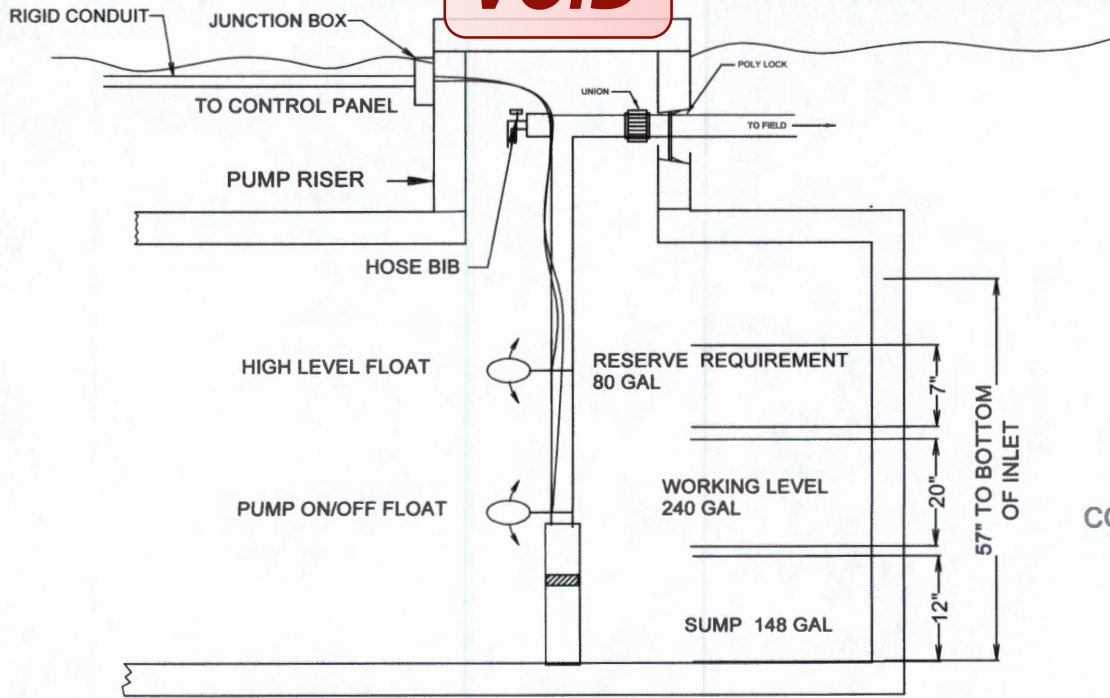 VOID
RIGID CONDUIT
JUNCTION BOX
POLY LOCK
UNION
TO CONTROL PANEL
TO FIELD
PUMP RISER
HOSE BIB
HIGH LEVEL FLOAT
RESERVE REQUIREMENT
80 GAL
7"
PUMP ON/OFF FLOAT
WORKING LEVEL
240 GAL
20"
57" TO BOTTOM
OF INLET
SUMP 148 GAL
12"